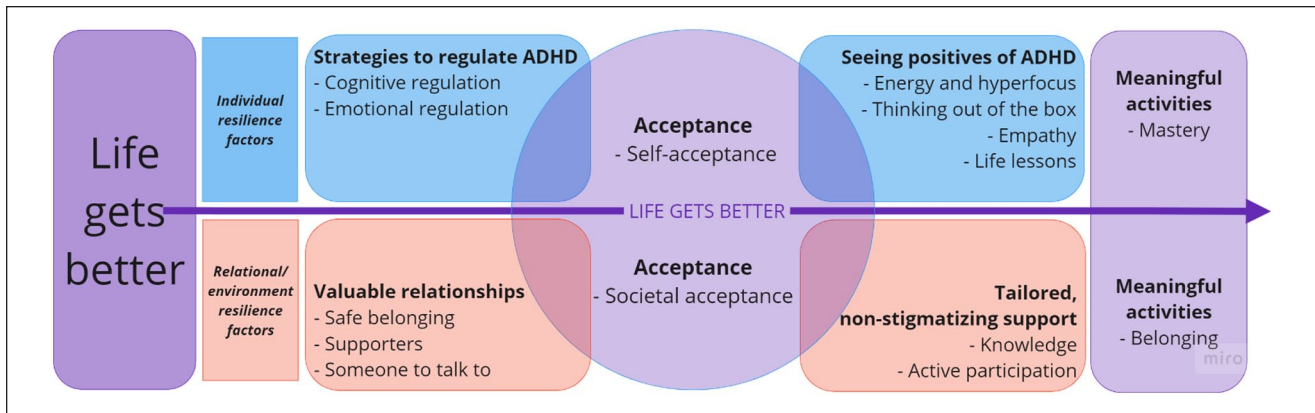 Life
gets
better
Individual
resilience
factors
Strategies to regulate ADHD
- Cognitive regulation
- Emotional regulation
Acceptance
- Self-acceptance
Seeing positives of ADHD
- Energy and hyperfocus
- Thinking out of the box
- Empathy
- Life lessons
Meaningful
activities
- Mastery
LIFE GETS BETTER
Relational/
environment
resilience
factors
Valuable relationships
- Safe belonging
- Supporters
- Someone to talk to
Acceptance
- Societal acceptance
Tailored,
non-stigmatizing support
- Knowledge
- Active participation
Meaningful
activities
- Belonging
miro